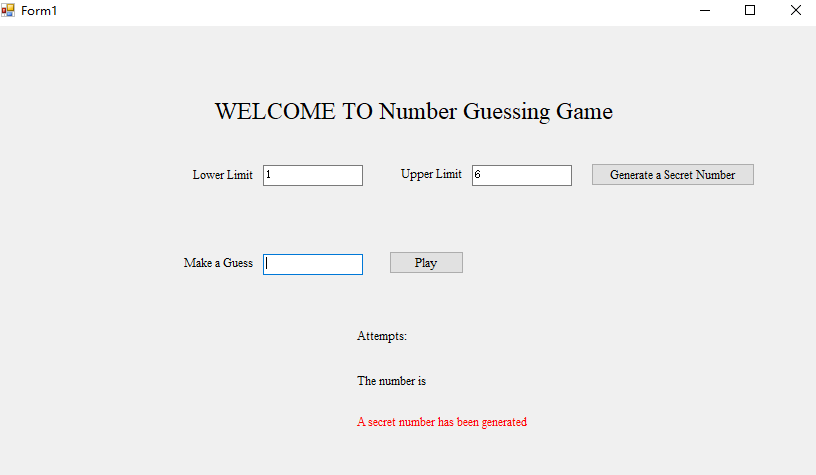 Form1
WELCOME TO Number Guessing Game
Lower Limit 1 Upper Limit 6 Generate a Secret Number
Make a Guess Play
Attempts:
The number is
A secret number has been generated